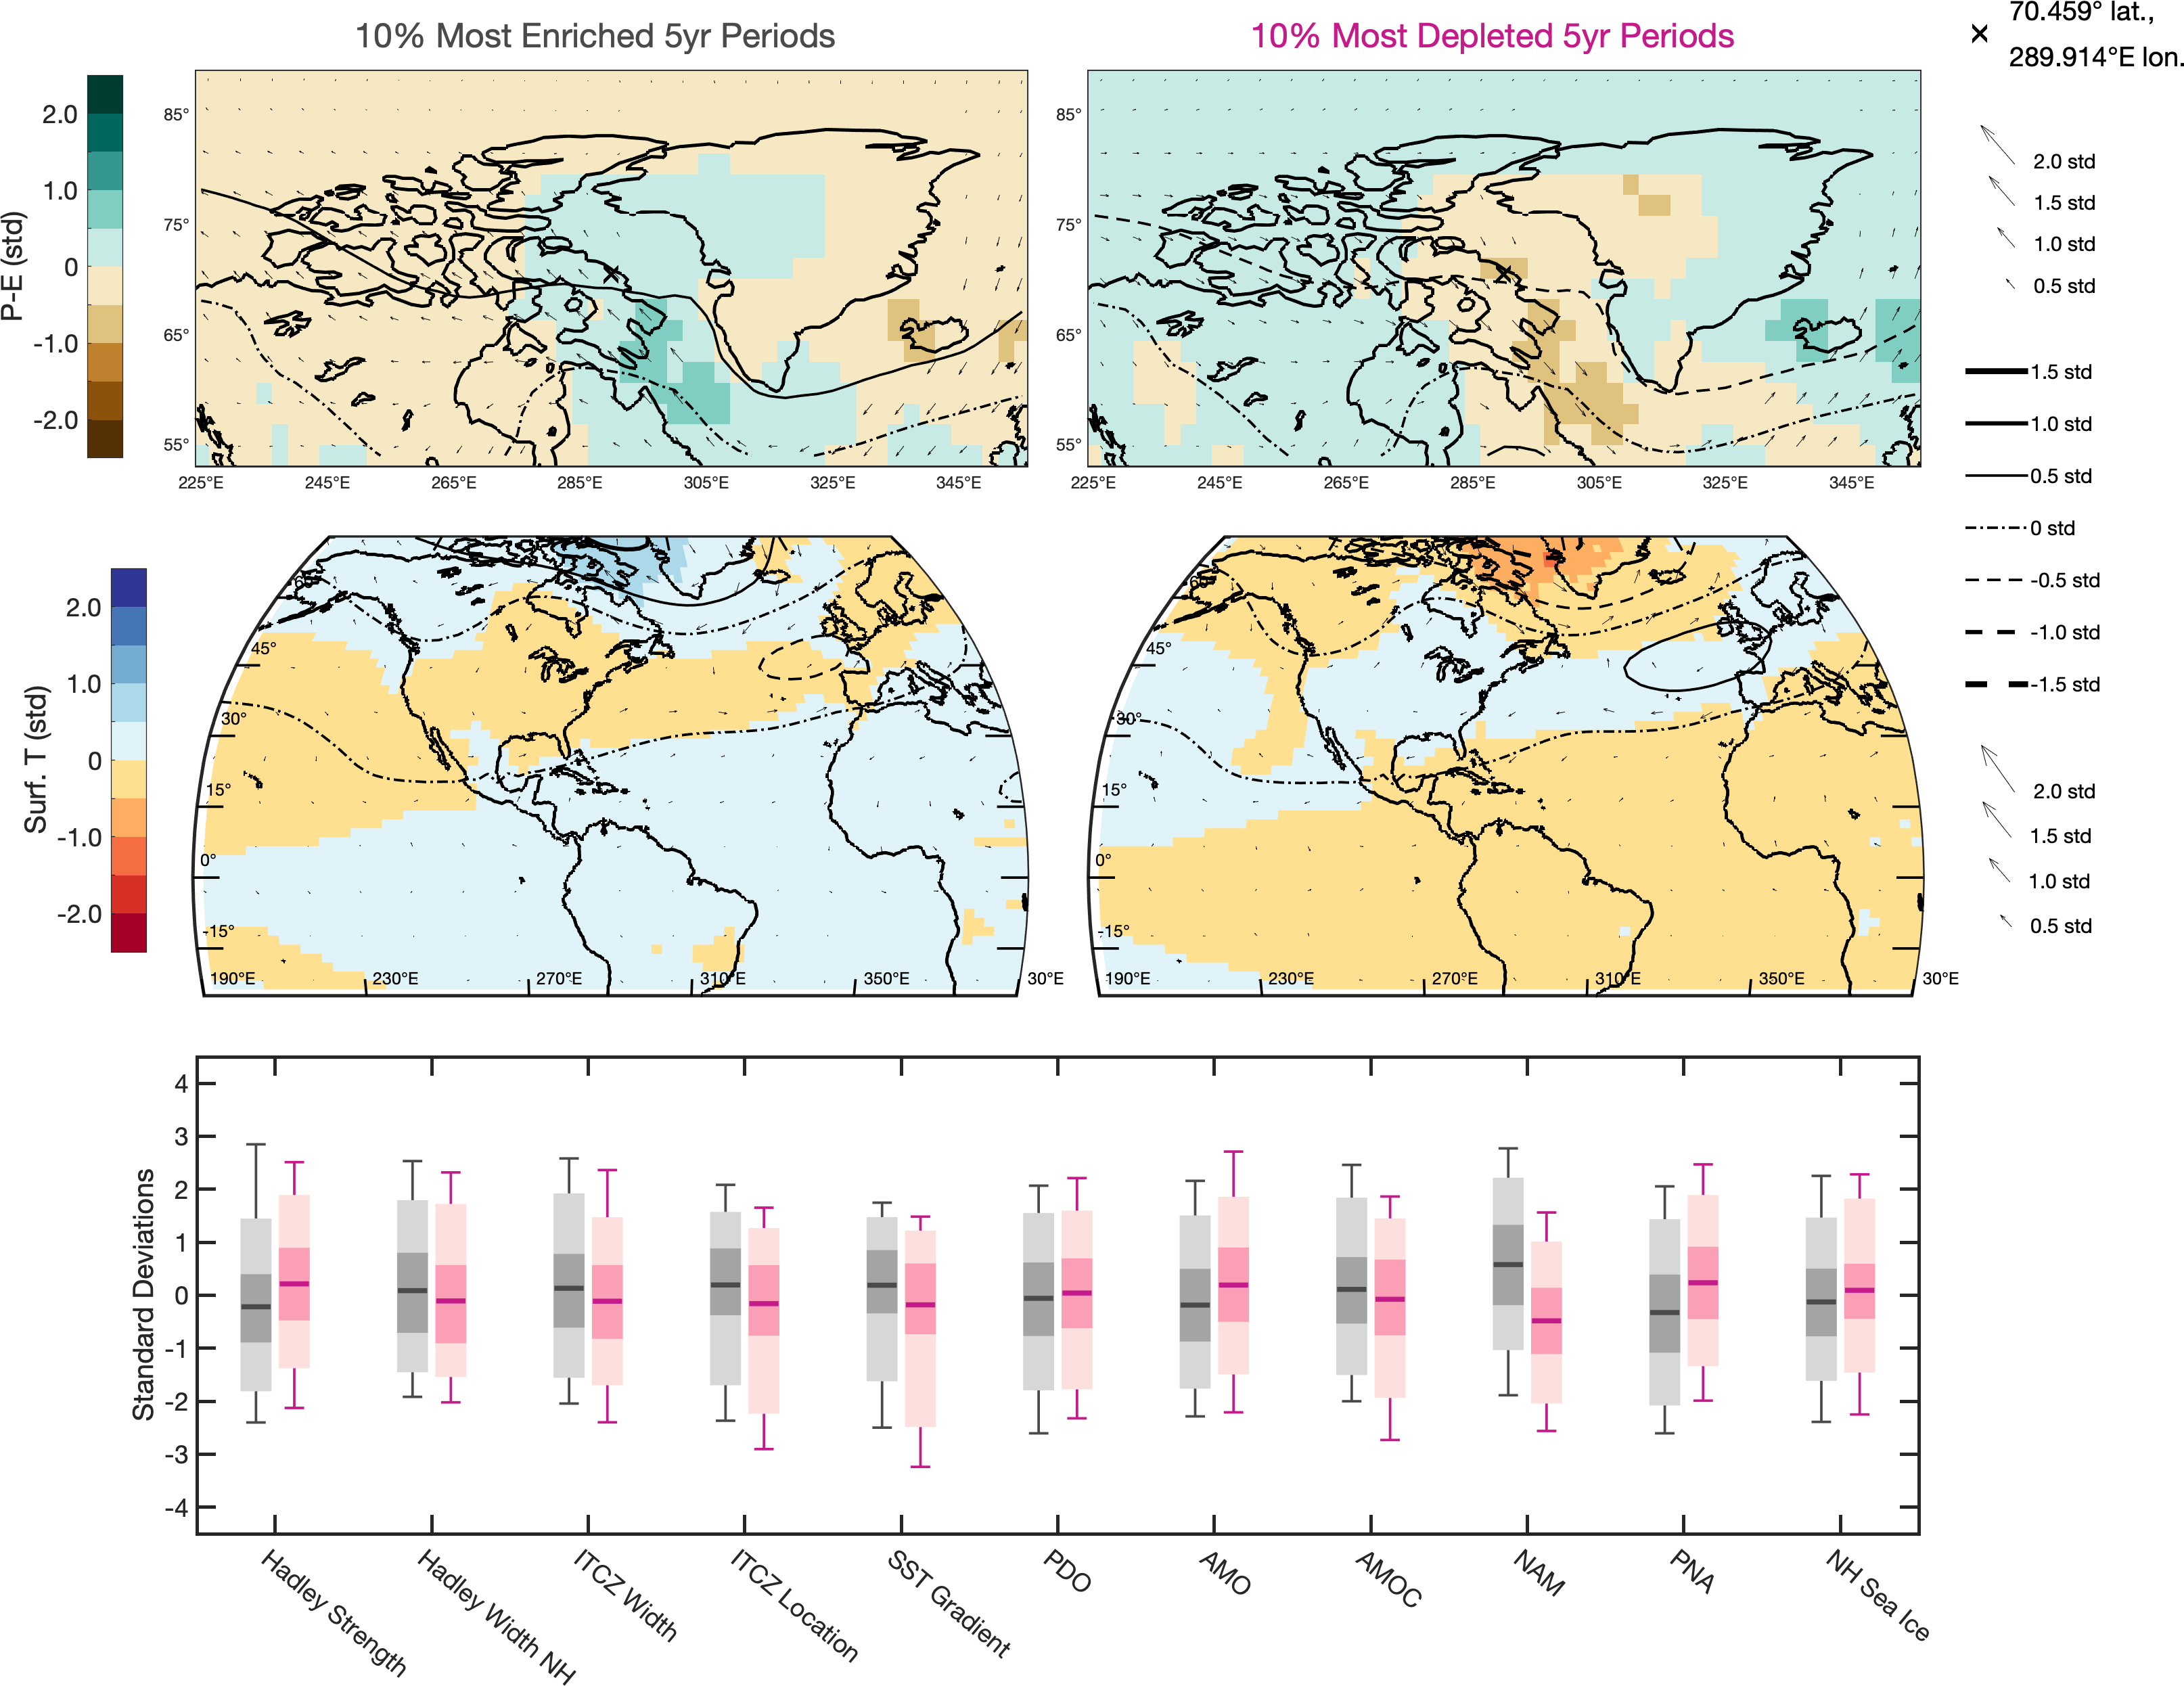 10% Most Enriched 5yr Periods
10% Most Depleted 5yr Periods
× 70.459° lat.,
289.914°E lon.
P-E (std)
2.0
1.0
0
-1.0
-2.0
85°
75°
65°
55°
225°E 245°E 265°E 285°E 305°E 325°E 345°E
85°
75°
65°
55°
225°E 245°E 265°E 285°E 305°E 325°E 345°E
2.0 std
1.5 std
1.0 std
0.5 std
1.5 std
1.0 std
0.5 std
0 std
-0.5 std
-1.0 std
-1.5 std
Surf. T (std)
2.0
1.0
0
-1.0
-2.0
60°
45°
30°
15°
0°
-15°
190°E 230°E 270°E 310°E 350°E 30°E
60°
45°
30°
15°
0°
-15°
190°E 230°E 270°E 310°E 350°E 30°E
2.0 std
1.5 std
1.0 std
0.5 std
Standard Deviations
4
3
2
1
0
-1
-2
-3
-4
Hadley Strength
Hadley Width NH
ITCZ Width
ITCZ Location
SST Gradient
PDO
AMO
AMOC
NAM
PNA
NH Sea Ice